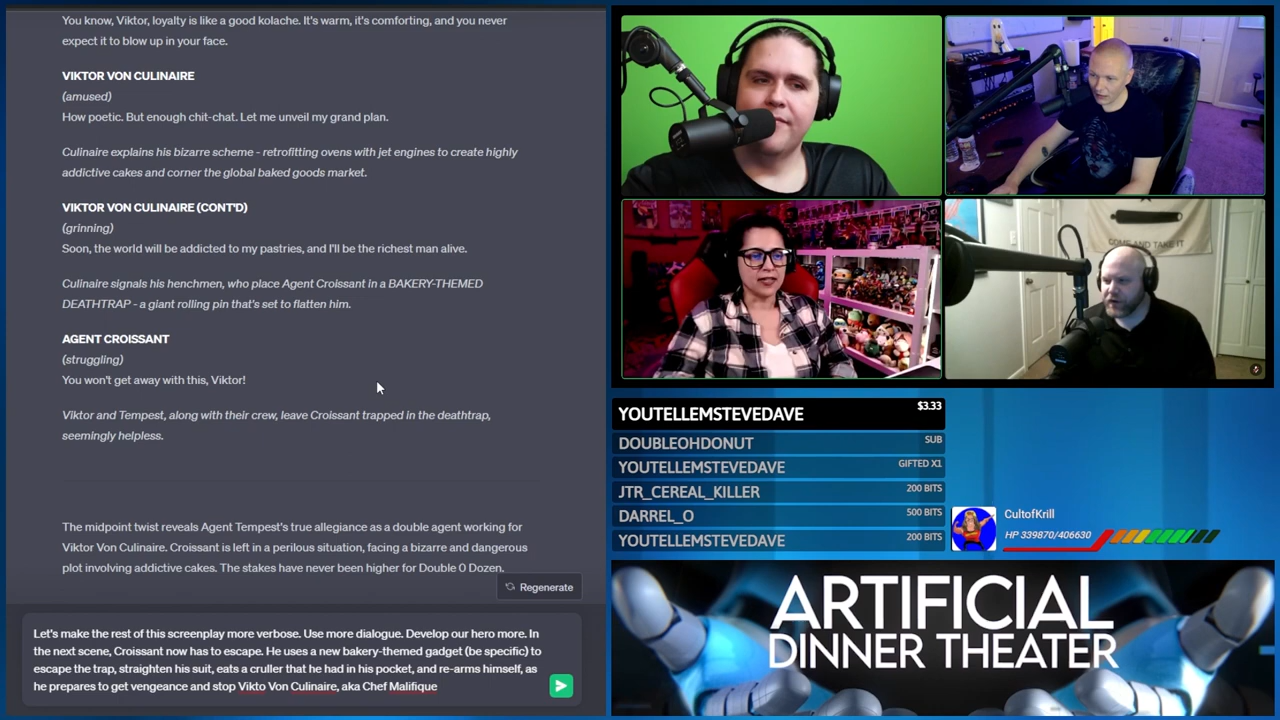 You know, Viktor, loyalty is like a good kolache. It's warm, it's comforting, and you never
expect it to blow up in your face.
VIKTOR VON CULINAIRE
(amused)
How poetic. But enough chit-chat. Let me unveil my grand plan.
Culinaire explains his bizarre scheme - retrofitting ovens with jet engines to create highly
addictive cakes and corner the global baked goods market.
VIKTOR VON CULINAIRE (CONT'D)
(grinning)
Soon, the world will be addicted to my pastries, and I'll be the richest man alive.
Culinaire signals his henchmen, who place Agent Croissant in a BAKERY-THEMED
DEATHTRAP - a giant rolling pin that's set to flatten him.
AGENT CROISSANT
(struggling)
You won't get away with this, Viktor!
Viktor and Tempest, along with their crew, leave Croissant trapped in the deathtrap,
seemingly helpless.
The midpoint twist reveals Agent Tempest's true allegiance as a double agent working for
Viktor Von Culinaire. Croissant is left in a perilous situation, facing a bizarre and dangerous
plot involving addictive cakes. The stakes have never been higher for Double 0 Dozen.
Regenerate
Let's make the rest of this screenplay more verbose. Use more dialogue. Develop our hero more. In
the next scene, Croissant now has to escape. He uses a new bakery-themed gadget (be specific) to
escape the trap, straighten his suit, eats a cruller that he had in his pocket, and re-arms himself, as
he prepares to get vengeance and stop Vikto Von Culinaire, aka Chef Malifique
COME AND TAKE IT
YOUTELLEMSTEVEDAVE $3.33
DOUBLEOHDONUT SUB
YOUTELLEMSTEVEDAVE GIFTED X1
JTR_CEREAL_KILLER 200 BITS
DARREL_O 500 BITS
YOUTELLEMSTEVEDAVE 200 BITS
CultofKrill
HP 339870/406630
ARTIFICIAL
DINNER THEATER